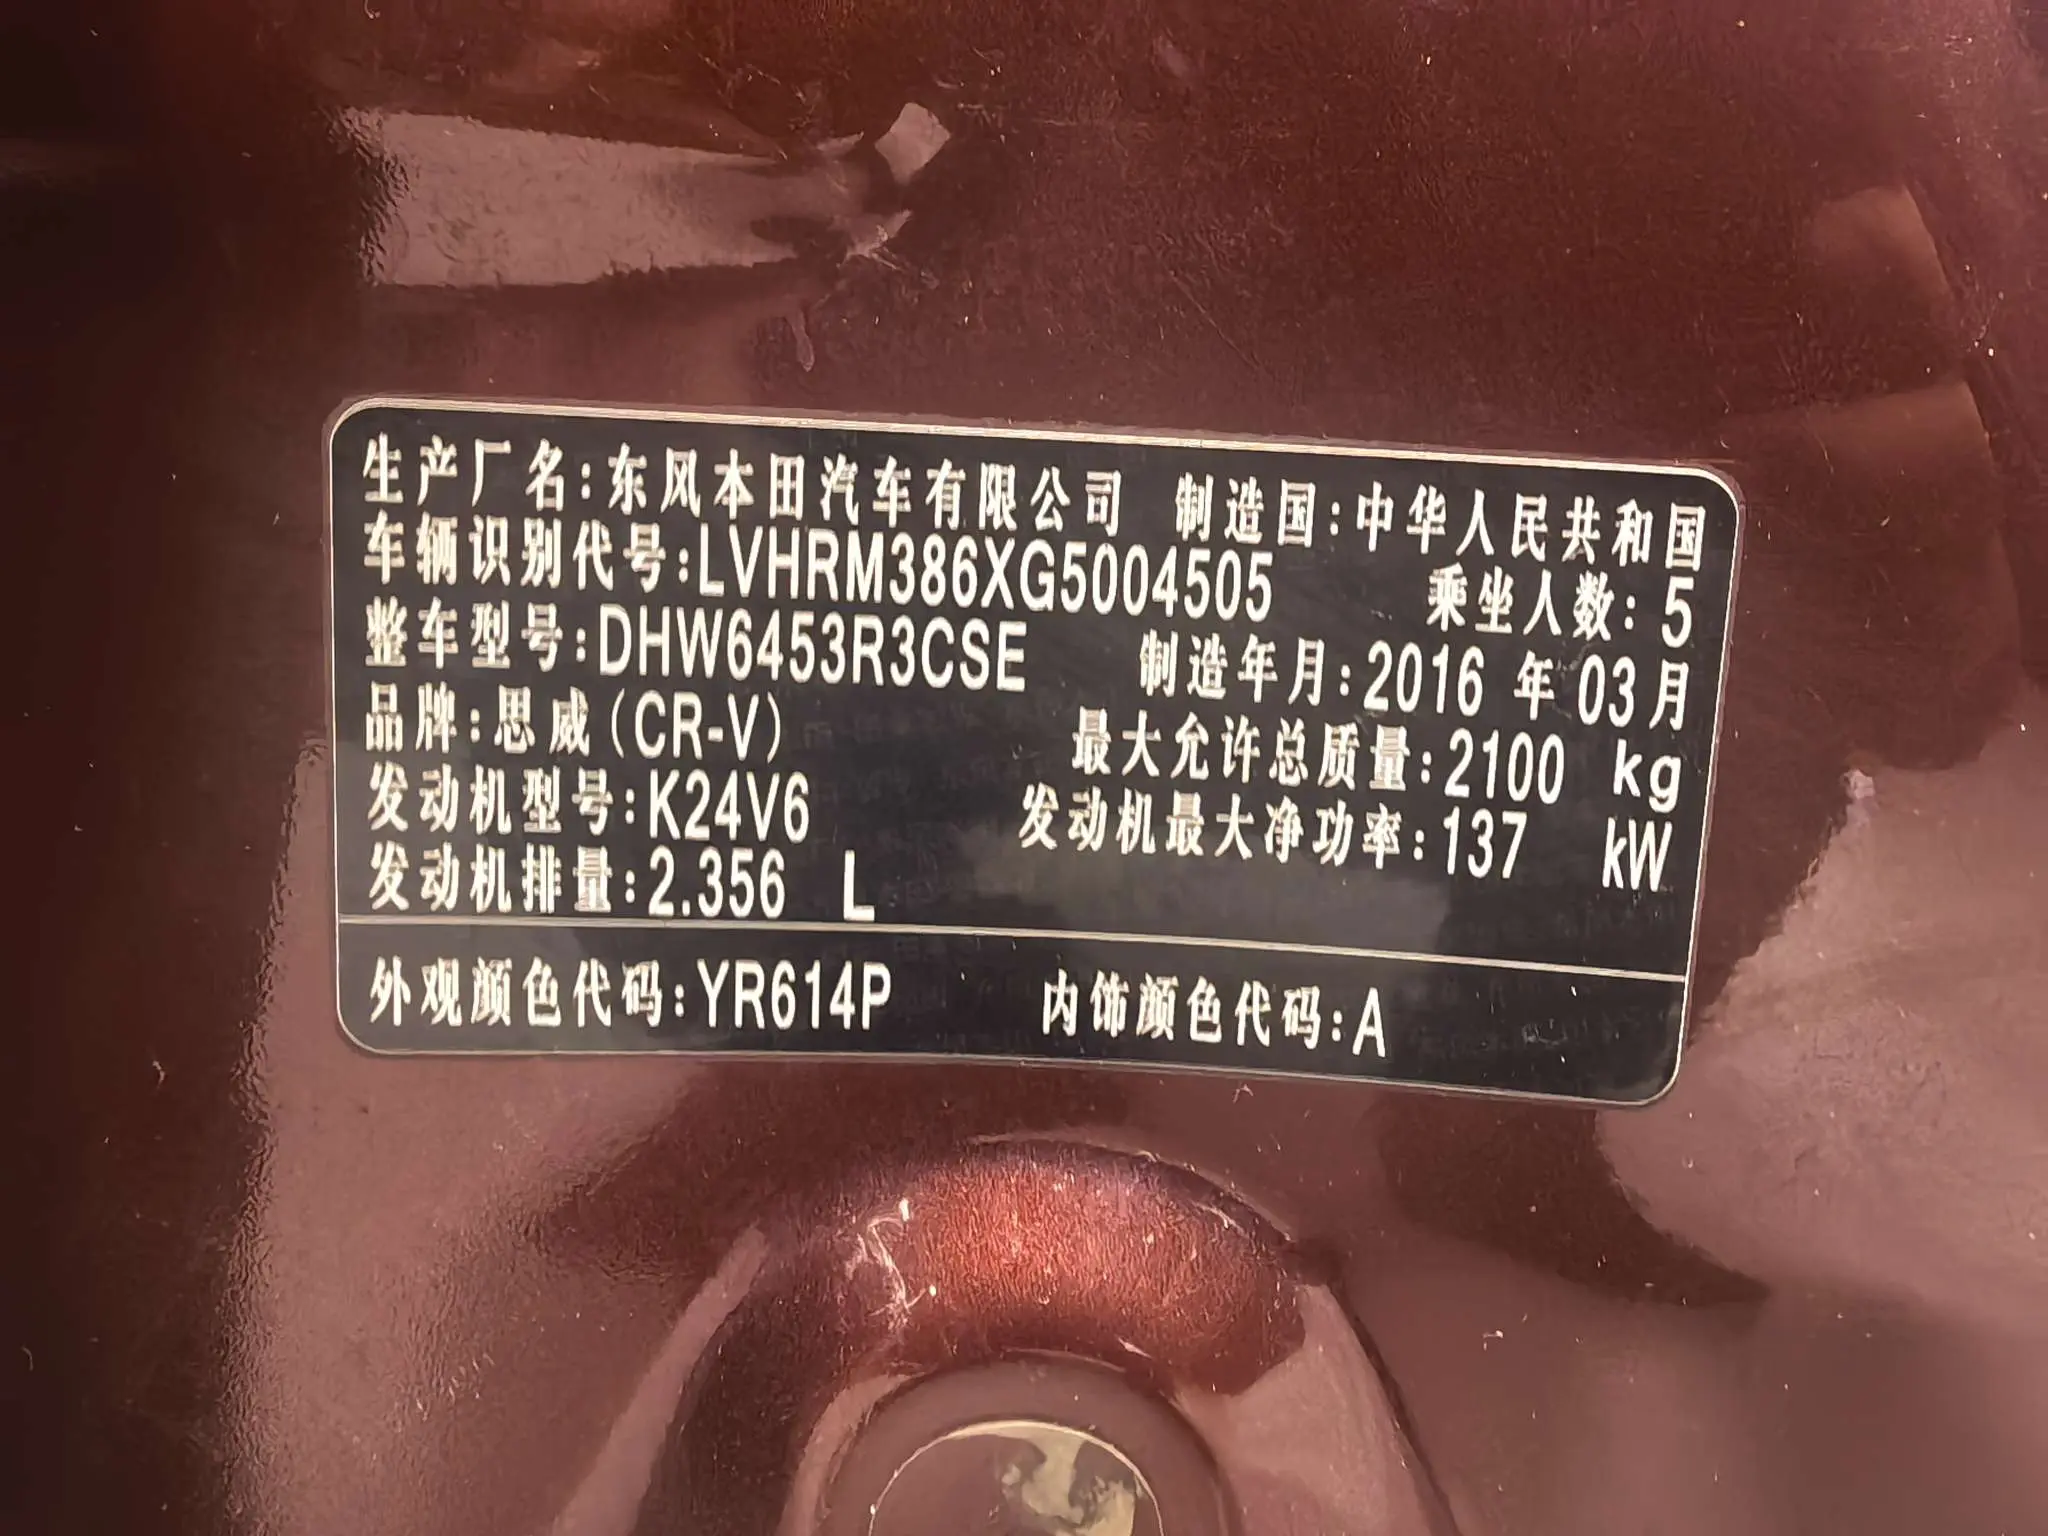 生产厂名:东风本田汽车有限公司 制造国:中华人民共和国
车辆识别代号:LVHRM386XG5004505 乘坐人数:5
整车型号:DHW6453R3CSE 制造年月:2016 年 03月
品牌:思威(CR-V) 最大允许总质量:2100 kg
发动机型号:K24V6 发动机最大净功率:137 kW
发动机排量:2.356 L
外观颜色代码:YR614P 内饰颜色代码:A